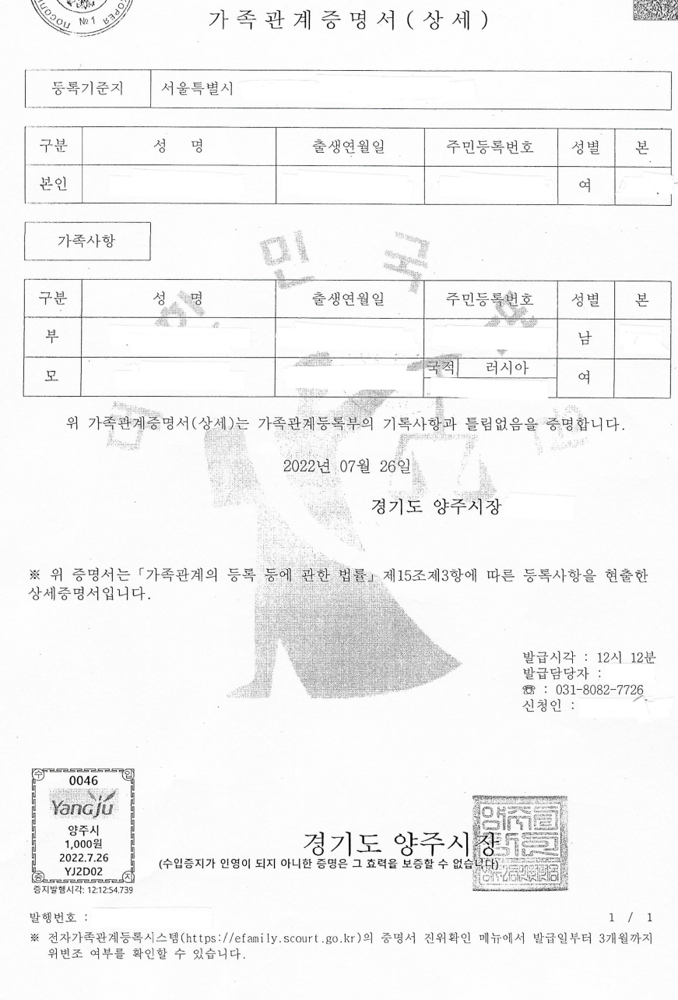 № 1
가족관계증명서(상세)
등록기준지 서울특별시
구분 성 명 출생연월일 주민등록번호 성별 본
본인 여
가족사항
구분 성 명 출생연월일 주민등록번호 성별 본
부 남
모 국적 러시아 여
위 가족관계증명서(상세)는 가족관계등록부의 기록사항과 틀림없음을 증명합니다.
2022년 07월 26일
경기도 양주시장
※ 위 증명서는「가족관계의 등록 등에 관한 법률」제15조제3항에 따른 등록사항을 현출한
상세증명서입니다.
발급시각 : 12시 12분
발급담당자 :
☎ : 031-8082-7726
신청인 :
수 입
0046
Yangju
양주시
1,000원
2022.7.26
YJ2D02
증 지
증지발행시각: 12:12:54.739
경기도 양주시장
(수입증지가 인영이 되지 아니한 증명은 그 효력을 보증할 수 없습니다)
발행번호 :
1 / 1
※ 전자가족관계등록시스템(https://efamily.scourt.go.kr)의 증명서 진위확인 메뉴에서 발급일부터 3개월까지
위변조 여부를 확인할 수 있습니다.